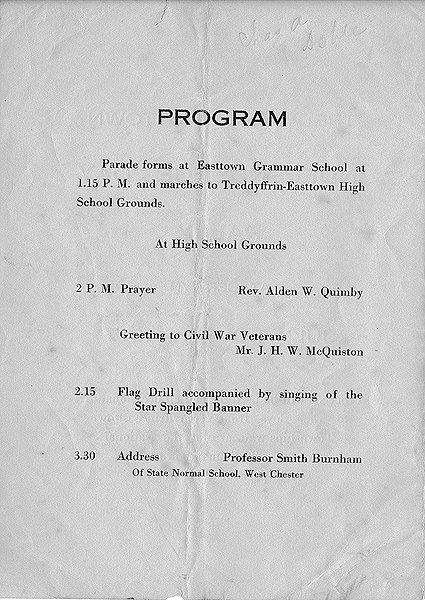 Chas A
PROGRAM
Parade forms at Easttown Grammar School at
1.15 P. M. and marches to Treddyffrin-Easttown High
School Grounds.
At High School Grounds
2 P. M. Prayer Rev. Alden W. Quimby
Greeting to Civil War Veterans
Mr. J. H. W. McQuiston
2.15 Flag Drill accompanied by singing of the
Star Spangled Banner
3.30 Address Professor Smith Burnham
Of State Normal School, West Chester